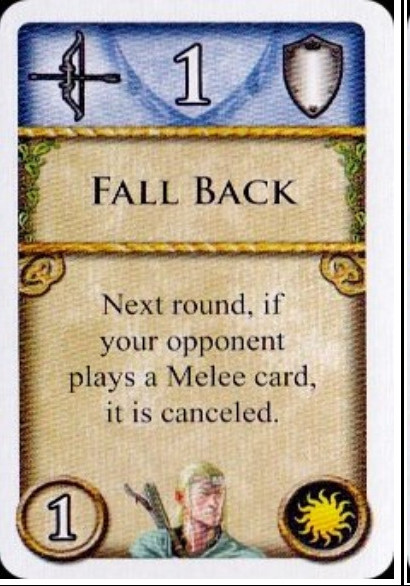 1
FALL BACK
Next round, if
your opponent
plays a Melee card,
it is canceled.
1